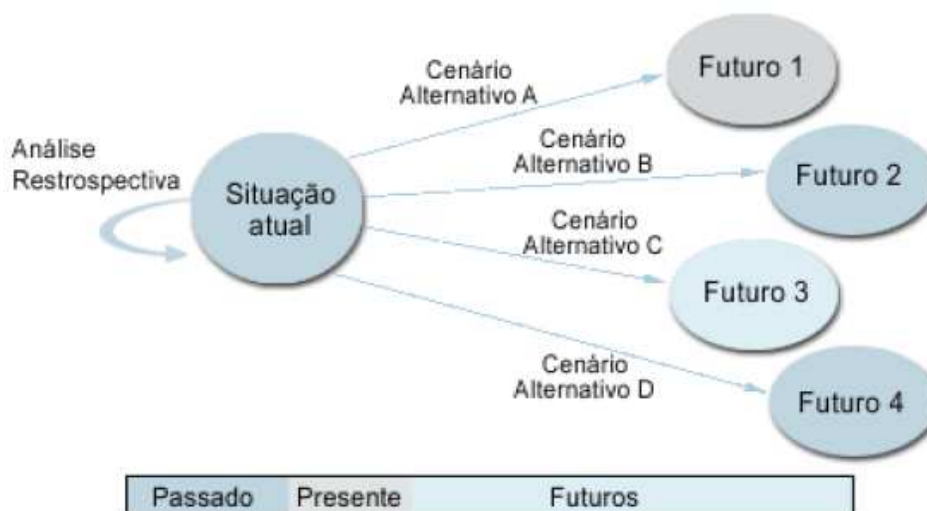 Cenário
Alternativo A
Futuro 1
Análise
Restrospectiva
Situação
atual
Cenário
Alternativo B
Futuro 2
Cenário
Alternativo C
Futuro 3
Cenário
Alternativo D
Futuro 4
Passado
Presente
Futuros